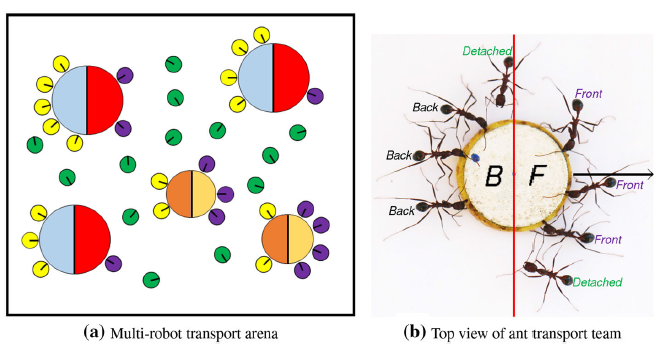 Detached
Front
Back
Back
B F
Front
Back
Front
Detached
(a) Multi-robot transport arena
(b) Top view of ant transport team